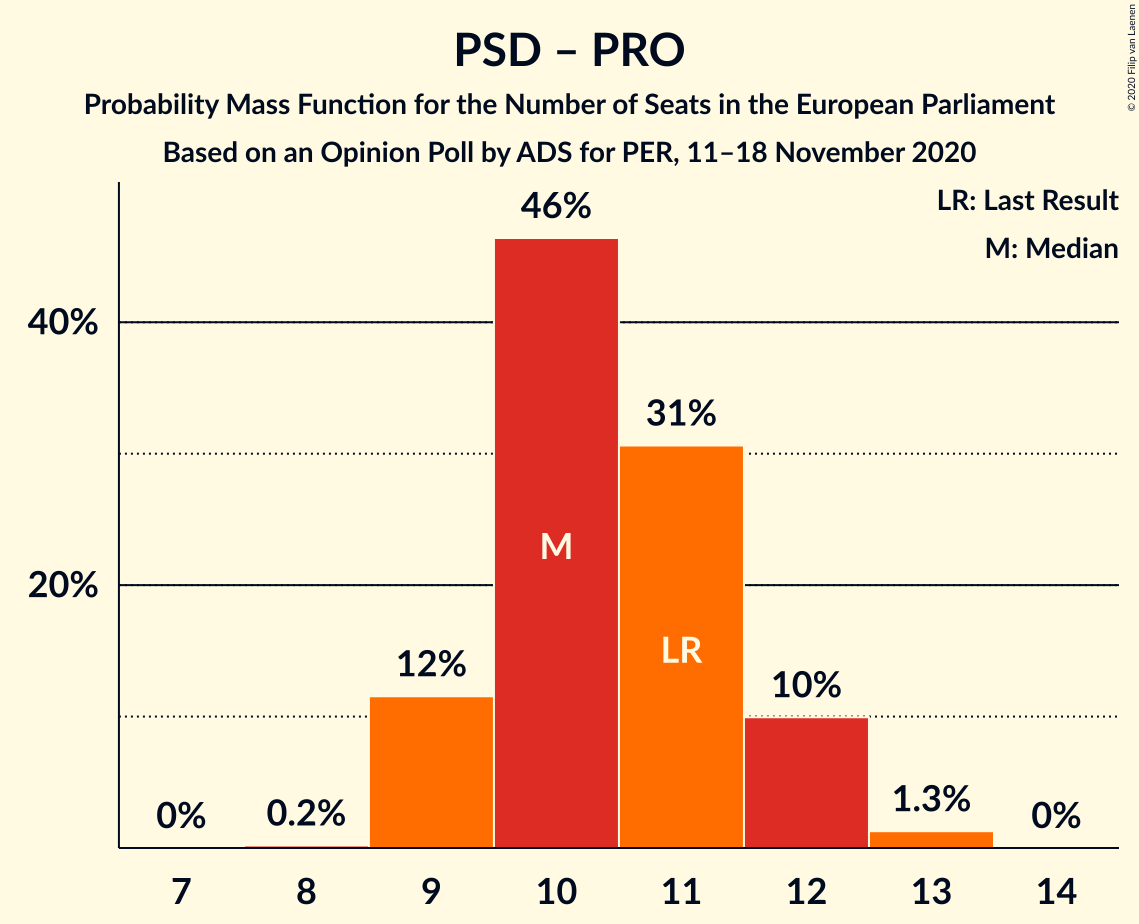 PSD – PRO
Probability Mass Function for the Number of Seats in the European Parliament
Based on an Opinion Poll by ADS for PER, 11–18 November 2020
© 2020 Filip van Laenen
LR: Last Result
M: Median
46%
40%
31%
M
20%
LR
12%
10%
1.3%
0%
0.2%
0%
7 8 9 10 11 12 13 14